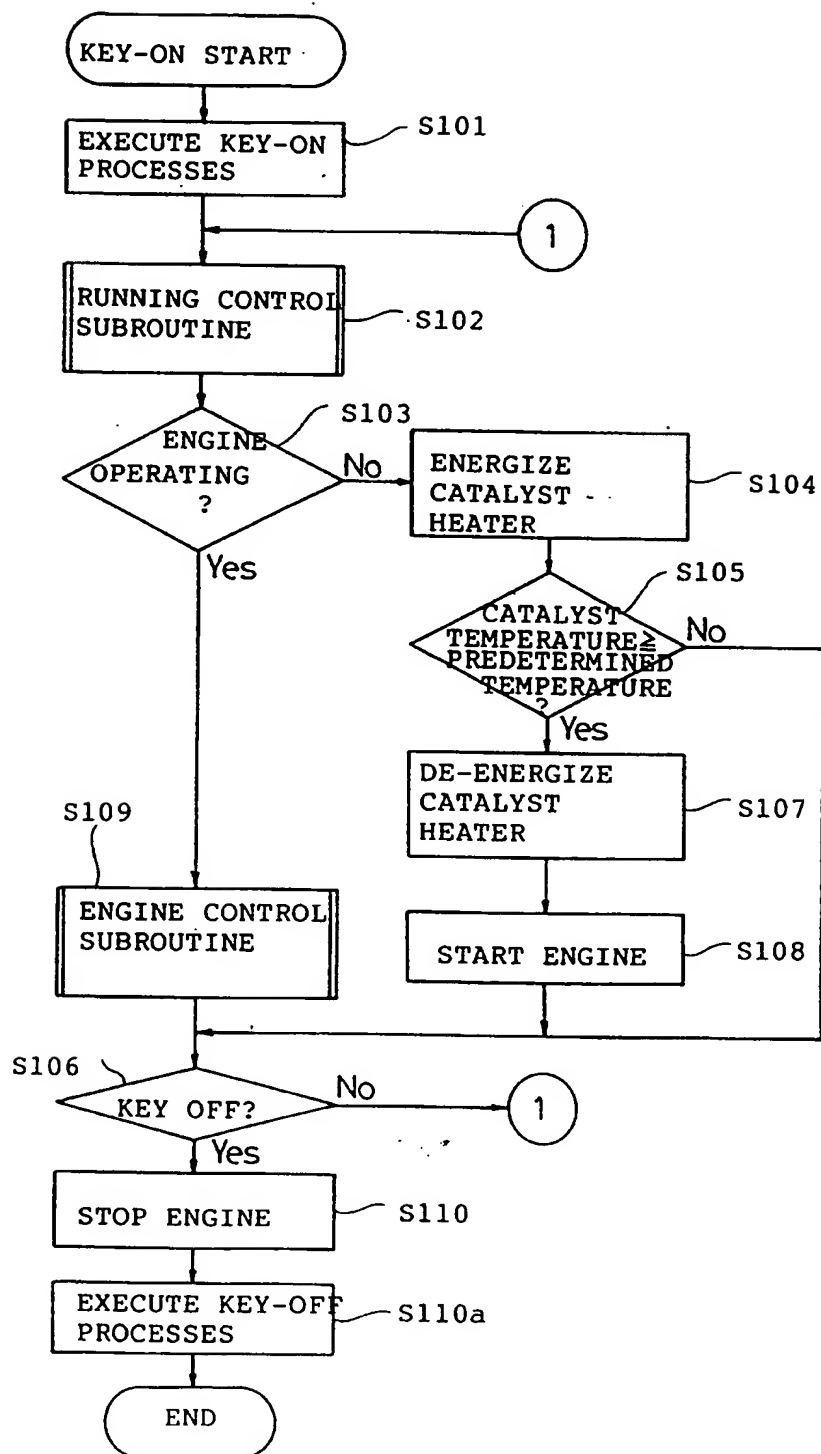 KEY-ON START
S101
EXECUTE KEY-ON
PROCESSES
1
RUNNING CONTROL
SUBROUTINE
S102
S103
ENGINE
OPERATING
?
No
Yes
ENERGIZE
CATALYST
HEATER
S104
S105
CATALYST
TEMPERATURE≧
PREDETERMINED
TEMPERATURE
?
No
Yes
DE-ENERGIZE
CATALYST
HEATER
S107
S109
ENGINE CONTROL
SUBROUTINE
START ENGINE
S108
S106
KEY OFF?
No
1
Yes
STOP ENGINE
S110
EXECUTE KEY-OFF
PROCESSES
S110a
END